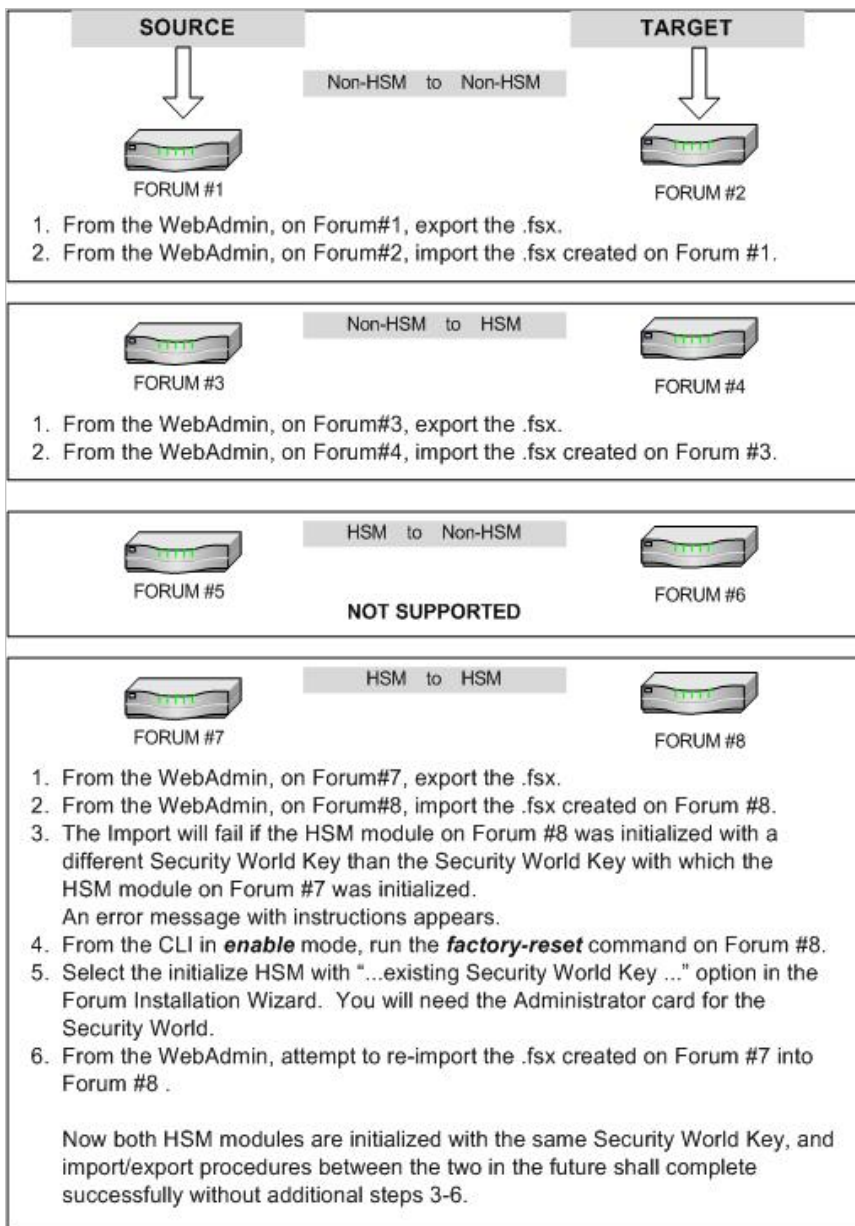 SOURCE
TARGET
Non-HSM to Non-HSM
FORUM #1
FORUM #2
1. From the WebAdmin, on Forum#1, export the .fsx.
2. From the WebAdmin, on Forum#2, import the .fsx created on Forum #1.
Non-HSM to HSM
FORUM #3
FORUM #4
1. From the WebAdmin, on Forum#3, export the .fsx.
2. From the WebAdmin, on Forum#4, import the .fsx created on Forum #3.
HSM to Non-HSM
FORUM #5
FORUM #6
NOT SUPPORTED
HSM to HSM
FORUM #7
FORUM #8
1. From the WebAdmin, on Forum#7, export the .fsx.
2. From the WebAdmin, on Forum#8, import the .fsx created on Forum #8.
3. The Import will fail if the HSM module on Forum #8 was initialized with a
different Security World Key than the Security World Key with which the
HSM module on Forum #7 was initialized.
An error message with instructions appears.
4. From the CLI in enable mode, run the factory-reset command on Forum #8.
5. Select the initialize HSM with “...existing Security World Key ...” option in the
Forum Installation Wizard. You will need the Administrator card for the
Security World.
6. From the WebAdmin, attempt to re-import the .fsx created on Forum #7 into
Forum #8 .
Now both HSM modules are initialized with the same Security World Key, and
import/export procedures between the two in the future shall complete
successfully without additional steps 3-6.